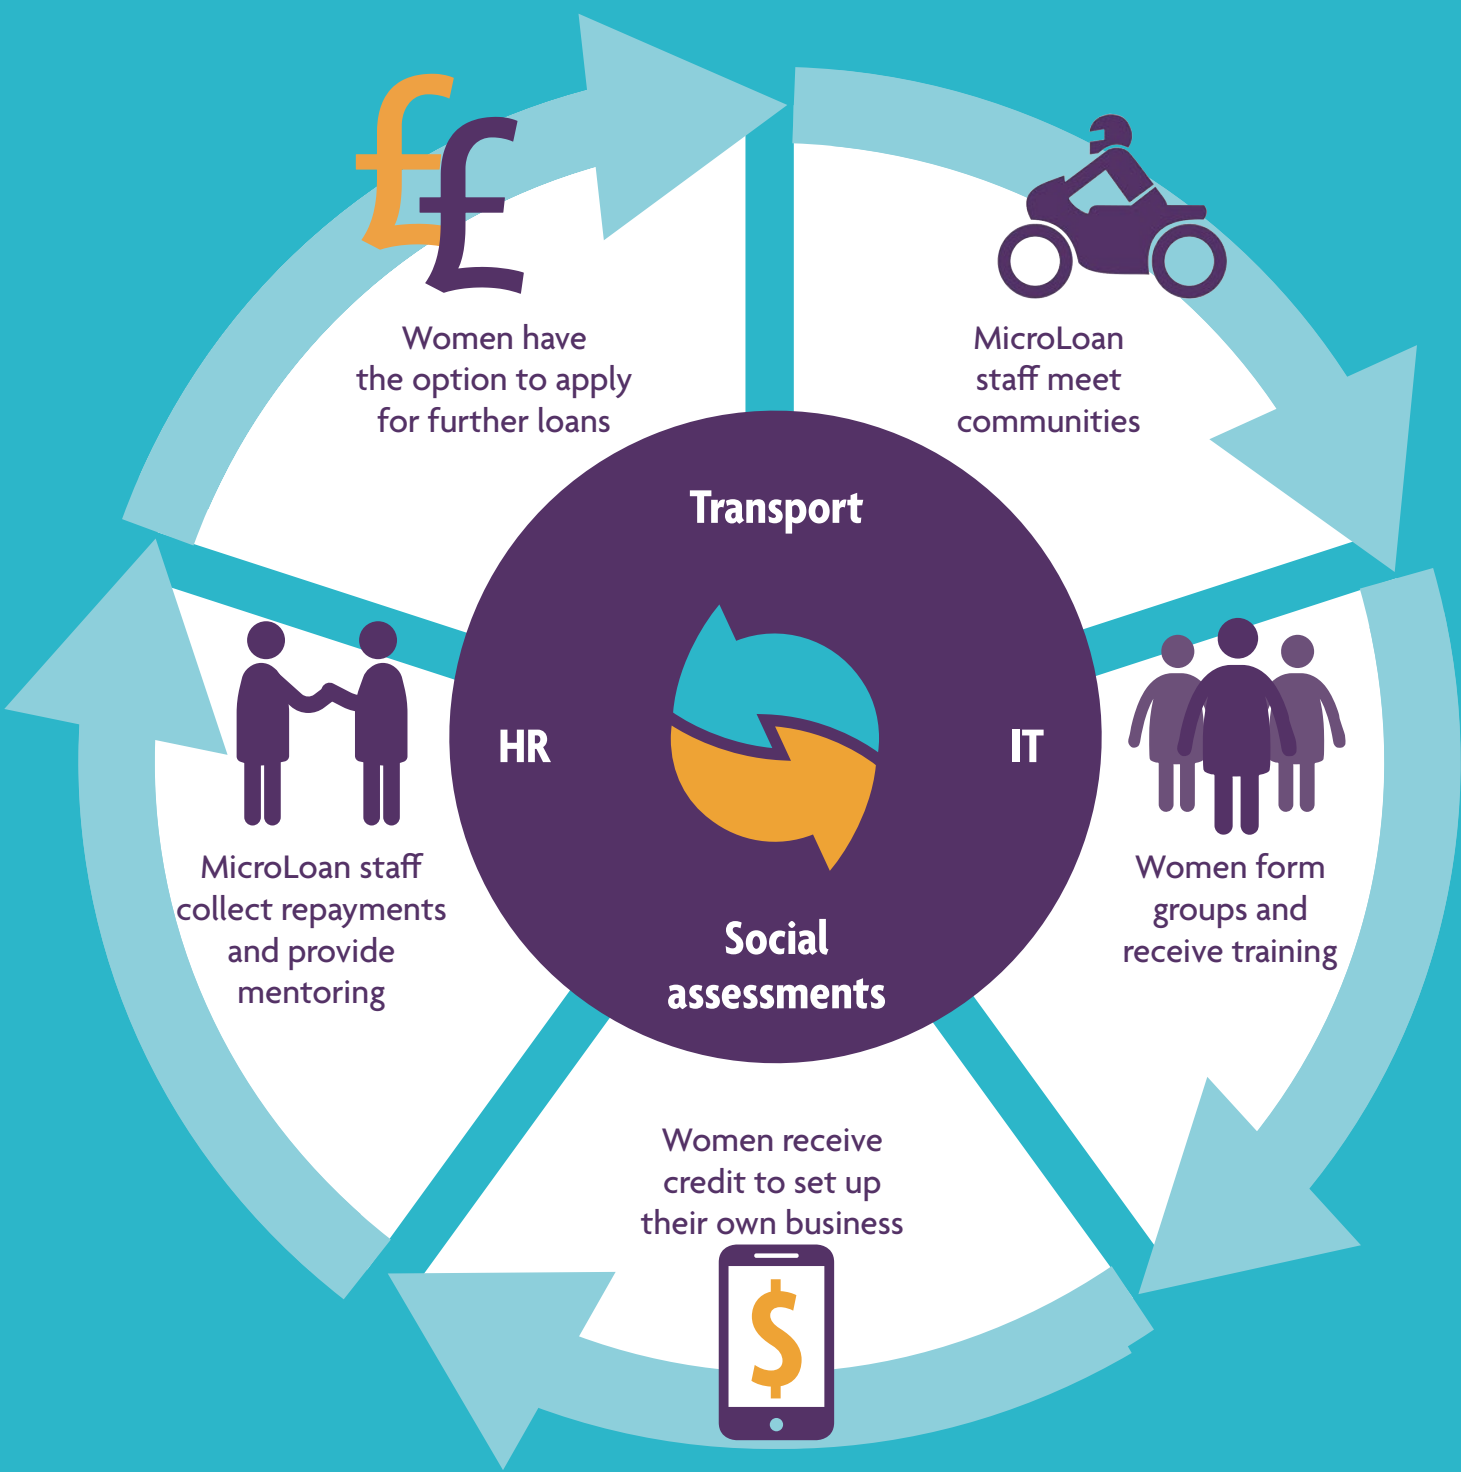 ££
Women have
the option to apply
for further loans
MicroLoan
staff meet
communities
Transport
HR
IT
Social
assessments
MicroLoan staff
collect repayments
and provide
mentoring
Women form
groups and
receive training
Women receive
credit to set up
their own business
$